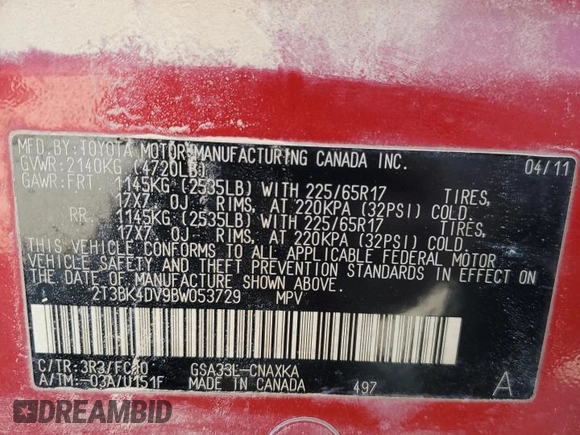 MFD.BY: TOYOTA MOTOR MANUFACTURING CANADA INC.
GVWR: 2140KG (4720LB) 04/11
GAWR: FRT. 1145KG (2535LB) WITH 225/65R17 TIRES,
17X7 0J RIMS, AT 220KPA (32PSI) COLD.
RR. 1145KG (2535LB) WITH 225/65R17 TIRES,
17X7 0J RIMS, AT 220KPA (32PSI) COLD.
THIS VEHICLE CONFORMS TO ALL APPLICABLE FEDERAL MOTOR
VEHICLE SAFETY AND THEFT PREVENTION STANDARDS IN EFFECT ON
THE DATE OF MANUFACTURE SHOWN ABOVE.
2T3BK4DV9BW053729 MPV
C/TR: 3R3/FC10 GSA33L-CNAXKA
A/TM: -03A/U151F MADE IN CANADA 497 A
DREAMBID